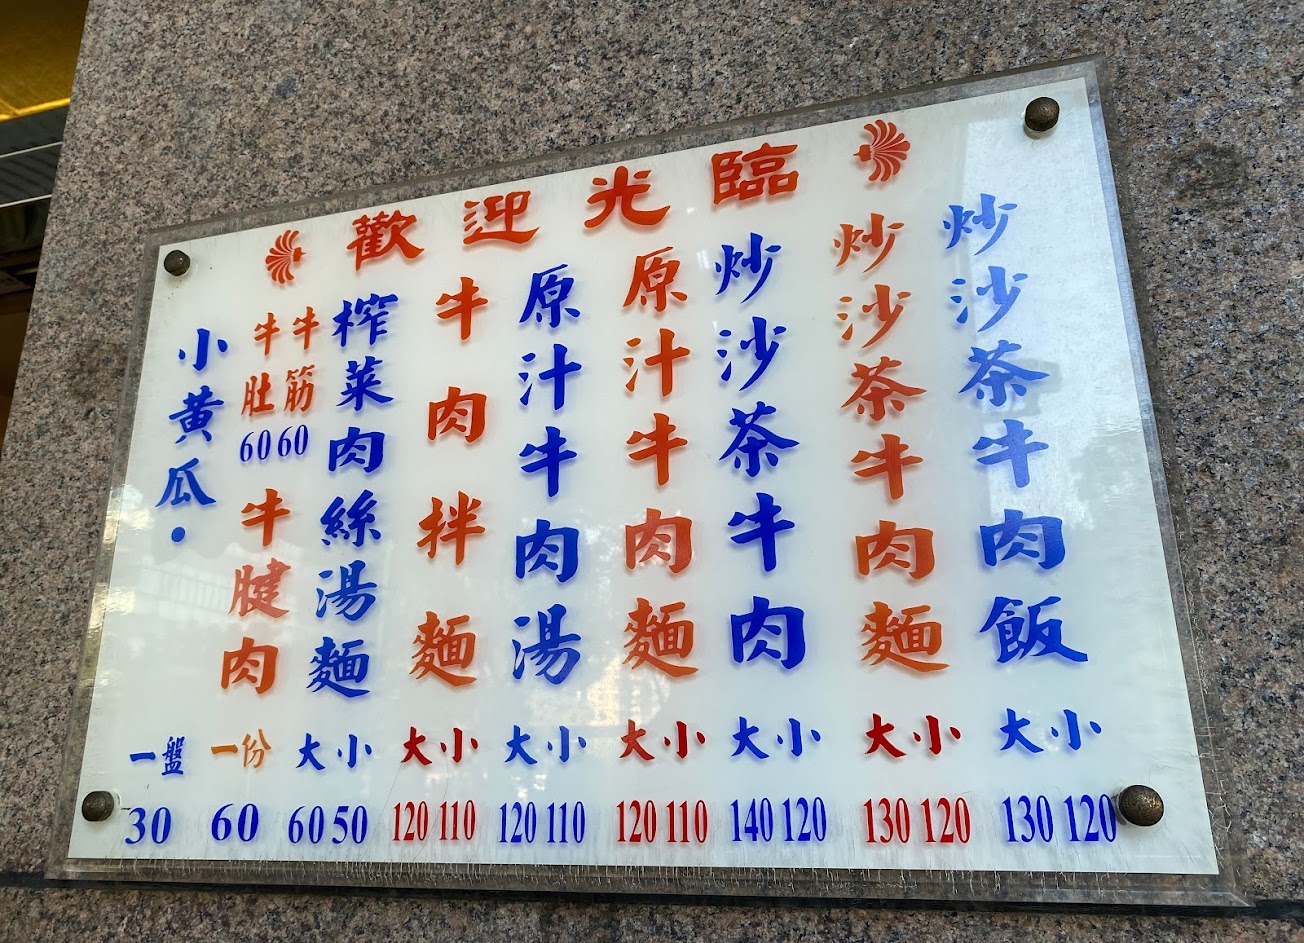 歡迎光臨
炒沙茶牛肉飯 大 小 130 120
炒沙茶牛肉麵 大 小 130 120
炒沙茶牛肉 大 小 140 120
原汁牛肉麵 大 小 120 110
原汁牛肉湯 大 小 120 110
牛肉拌麵 大 小 120 110
榨菜肉絲湯麵 大 小 60 50
牛筋 60
牛肚 60
牛腱肉 一份 60
小黃瓜• 一盤 30